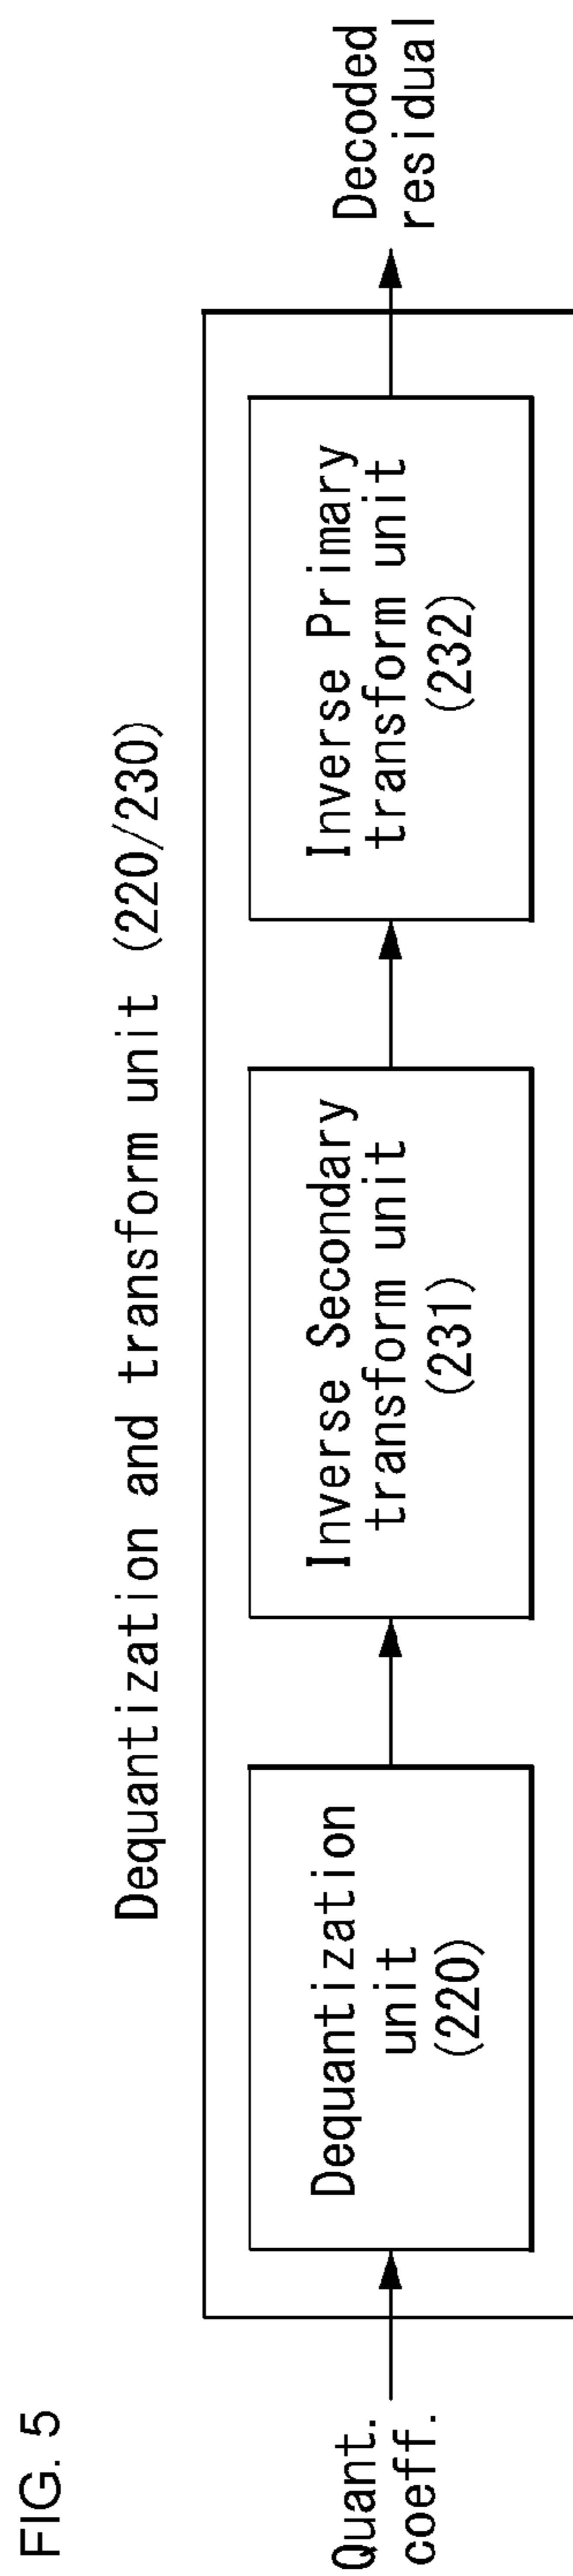 FIG. 5
Dequantization and transform unit (220/230)
Quant.
coeff.
Dequantization
unit
(220)
Inverse Secondary
transform unit
(231)
Inverse Primary
transform unit
(232)
Decoded
residual